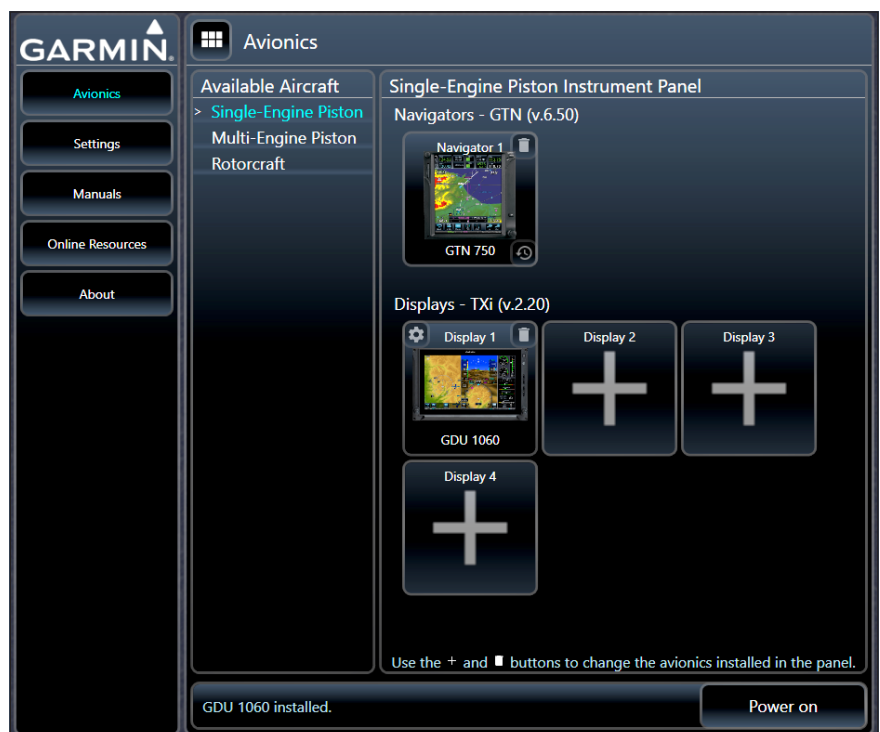 GARMIN.
Avionics
Avionics
Settings
Manuals
Online Resources
About
Available Aircraft
> Single-Engine Piston
Multi-Engine Piston
Rotorcraft
Single-Engine Piston Instrument Panel
Navigators - GTN (v.6.50)
Navigator 1
GTN 750
Displays - TXi (v.2.20)
Display 1
GDU 1060
Display 2
Display 3
Display 4
Use the + and buttons to change the avionics installed in the panel.
GDU 1060 installed.
Power on